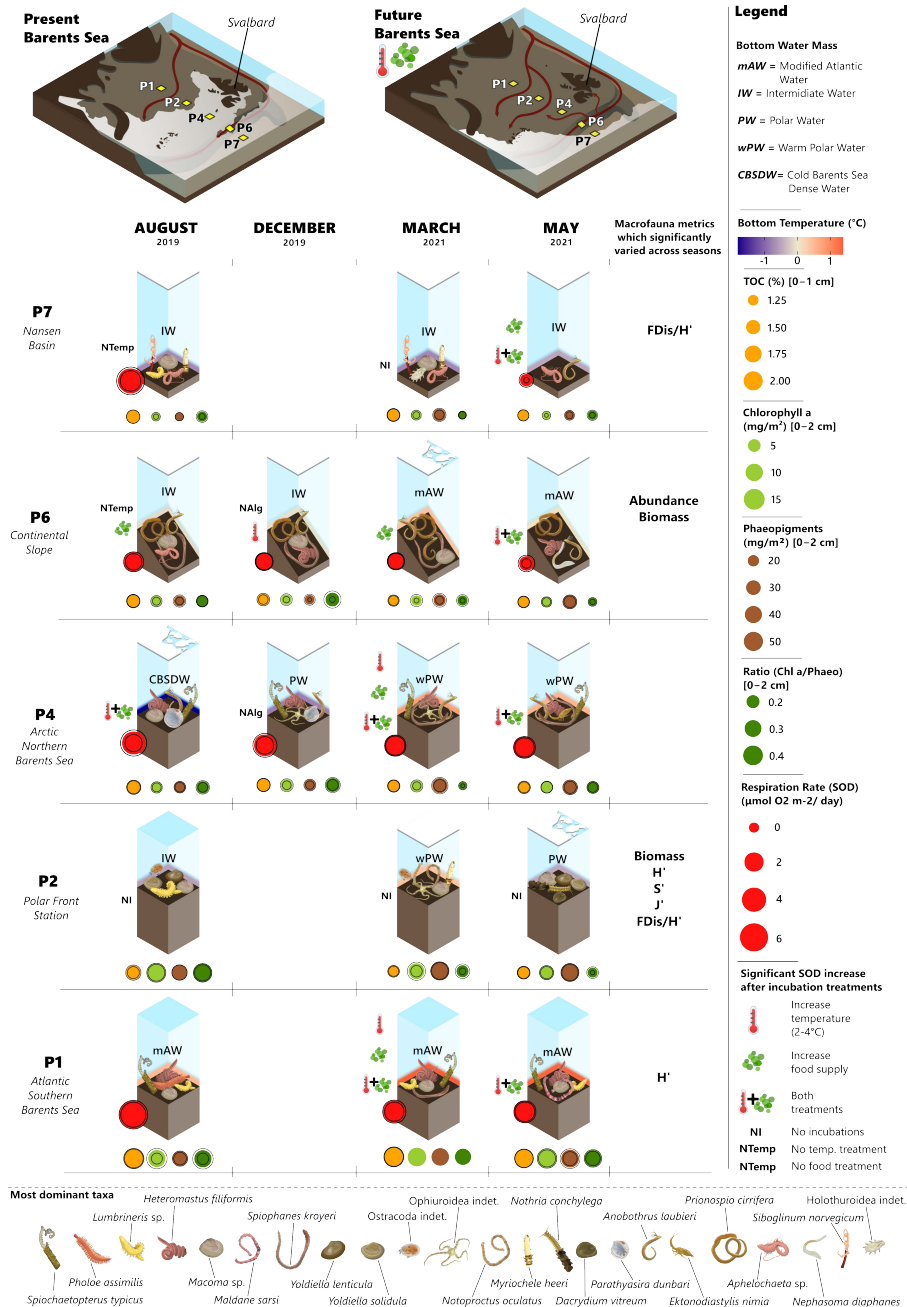 Present
Barents Sea
Svalbard
P1
P2
P4
P6
P7
Future
Barents Sea
Svalbard
P1
P2
P4
P6
P7
Legend
Bottom Water Mass
mAW = Modified Atlantic
Water
IW = Intermidiate Water
PW = Polar Water
wPW = Warm Polar Water
CBSDW= Cold Barents Sea
Dense Water
Bottom Temperature (°C)
-1 0 1
TOC (%) [0–1 cm]
1.25
1.50
1.75
2.00
Chlorophyll a
(mg/m²) [0–2 cm]
5
10
15
Phaeopigments
(mg/m²) [0–2 cm]
20
30
40
50
Ratio (Chl a/Phaeo)
[0–2 cm]
0.2
0.3
0.4
Respiration Rate (SOD)
(µmol O2 m-2/ day)
0
2
4
6
Significant SOD increase
after incubation treatments
Increase
temperature
(2-4°C)
Increase
food supply
+
Both
treatments
NI No incubations
NTemp No temp. treatment
NTemp No food treatment
AUGUST
2019
DECEMBER
2019
MARCH
2021
MAY
2021
Macrofauna metrics
which significantly
varied across seasons
P7
Nansen
Basin
IW
NTemp
IW
NI
IW
+
FDis/H'
P6
Continental
Slope
IW
NTemp
IW
NAlg
mAW
mAW
+
Abundance
Biomass
P4
Arctic
Northern
Barents Sea
CBSDW
+
PW
NAlg
wPW
+
wPW
+
P2
Polar Front
Station
IW
NI
wPW
NI
PW
NI
Biomass
H'
S'
J'
FDis/H'
P1
Atlantic
Southern
Barents Sea
mAW
mAW
+
mAW
+
H'
Most dominant taxa
Heteromastus filiformis
Ophiuroidea indet.
Nothria conchylega
Prionospio cirrifera
Holothuroidea indet.
Lumbrineris sp.
Spiophanes kroyeri
Ostracoda indet.
Anobothrus laubieri
Siboglinum norvegicum
Pholoe assimilis
Macoma sp.
Yoldiella lenticula
Myriochele heeri
Parathyasira dunbari
Aphelochaeta sp.
Spiochaetopterus typicus
Maldane sarsi
Yoldiella solidula
Notoproctus oculatus
Dacrydium vitreum
Ektonodiastylis nimia
Nephasoma diaphanes